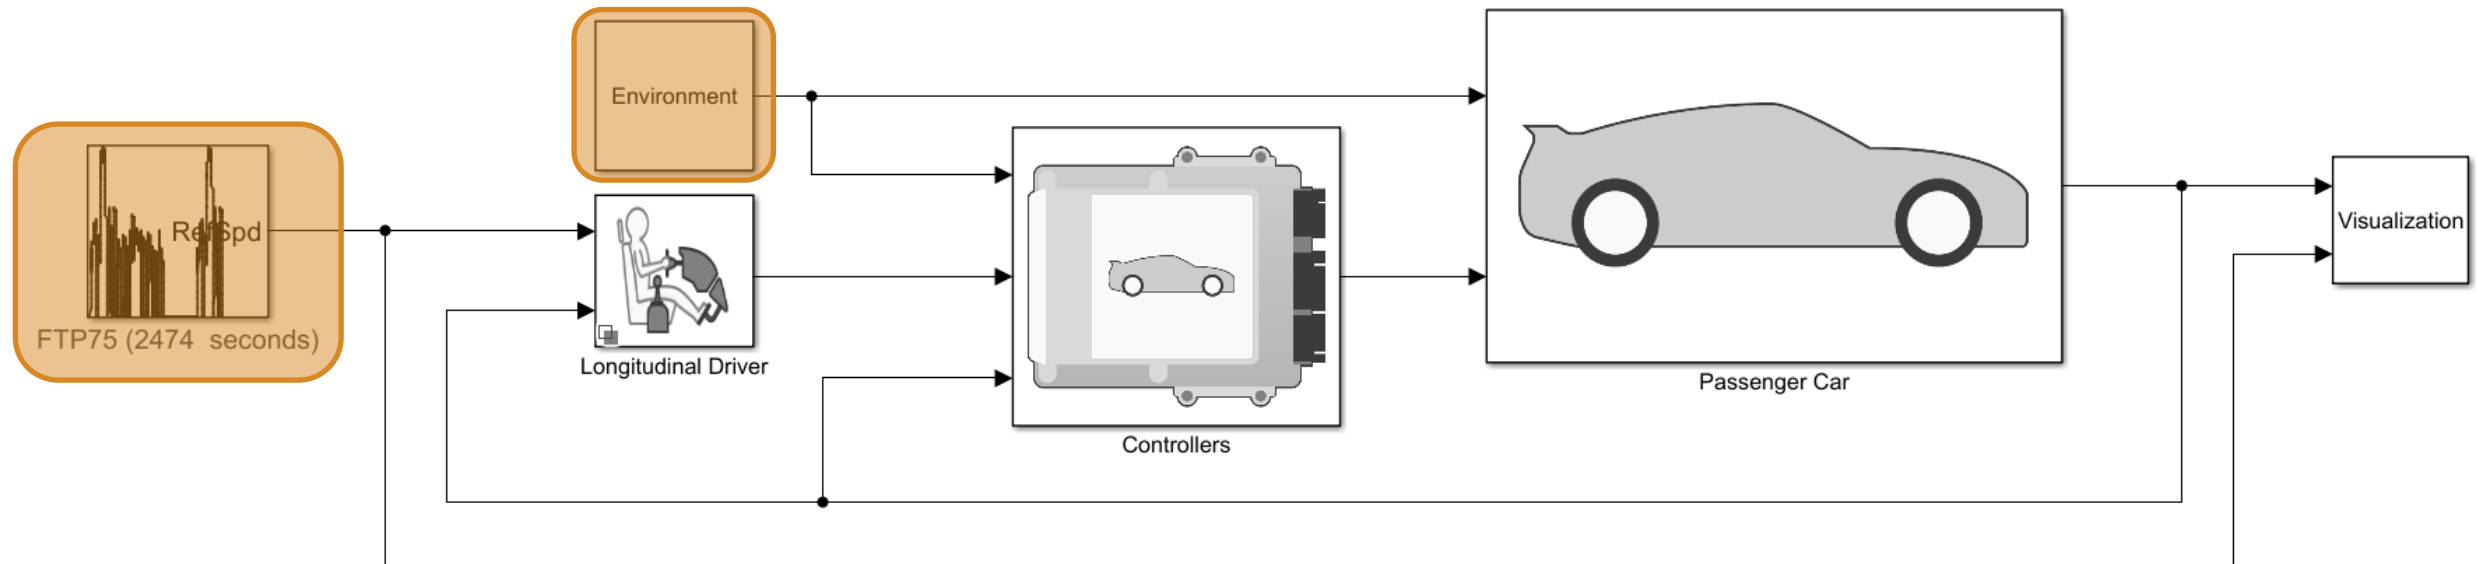 Environment
RefSpd
FTP75 (2474  seconds)
Longitudinal Driver
Controllers
Passenger Car
Visualization